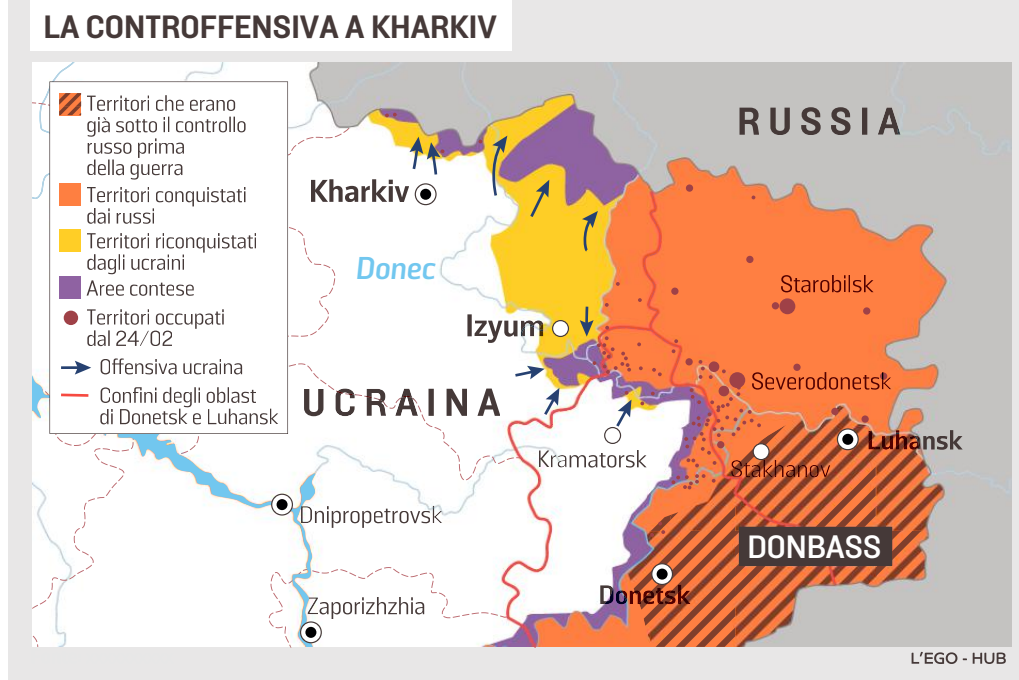 LA CONTROFFENSIVA A KHARKIV
Territori che erano
già sotto il controllo
russo prima
della guerra
Territori conquistati
dai russi
Territori riconquistati
dagli ucraini
Aree contese
Territori occupati
dal 24/02
Offensiva ucraina
Confini degli oblast
di Donetsk e Luhansk
RUSSIA
Kharkiv
Donec
Starobilsk
Izyum
Severodonetsk
UCRAINA
Luhansk
Kramatorsk
Stakhanov
Dnipropetrovsk
DONBASS
Donetsk
Zaporizhzhia
L'EGO - HUB